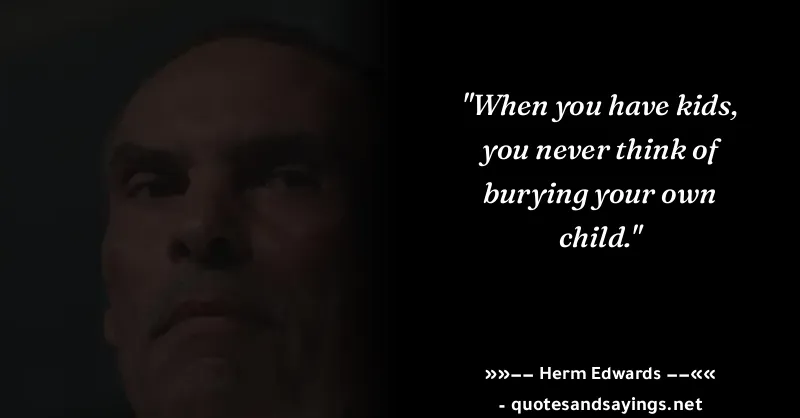 "When you have kids,
you never think of
burying your own
child."
»»–– Herm Edwards ––««
- quotesandsayings.net